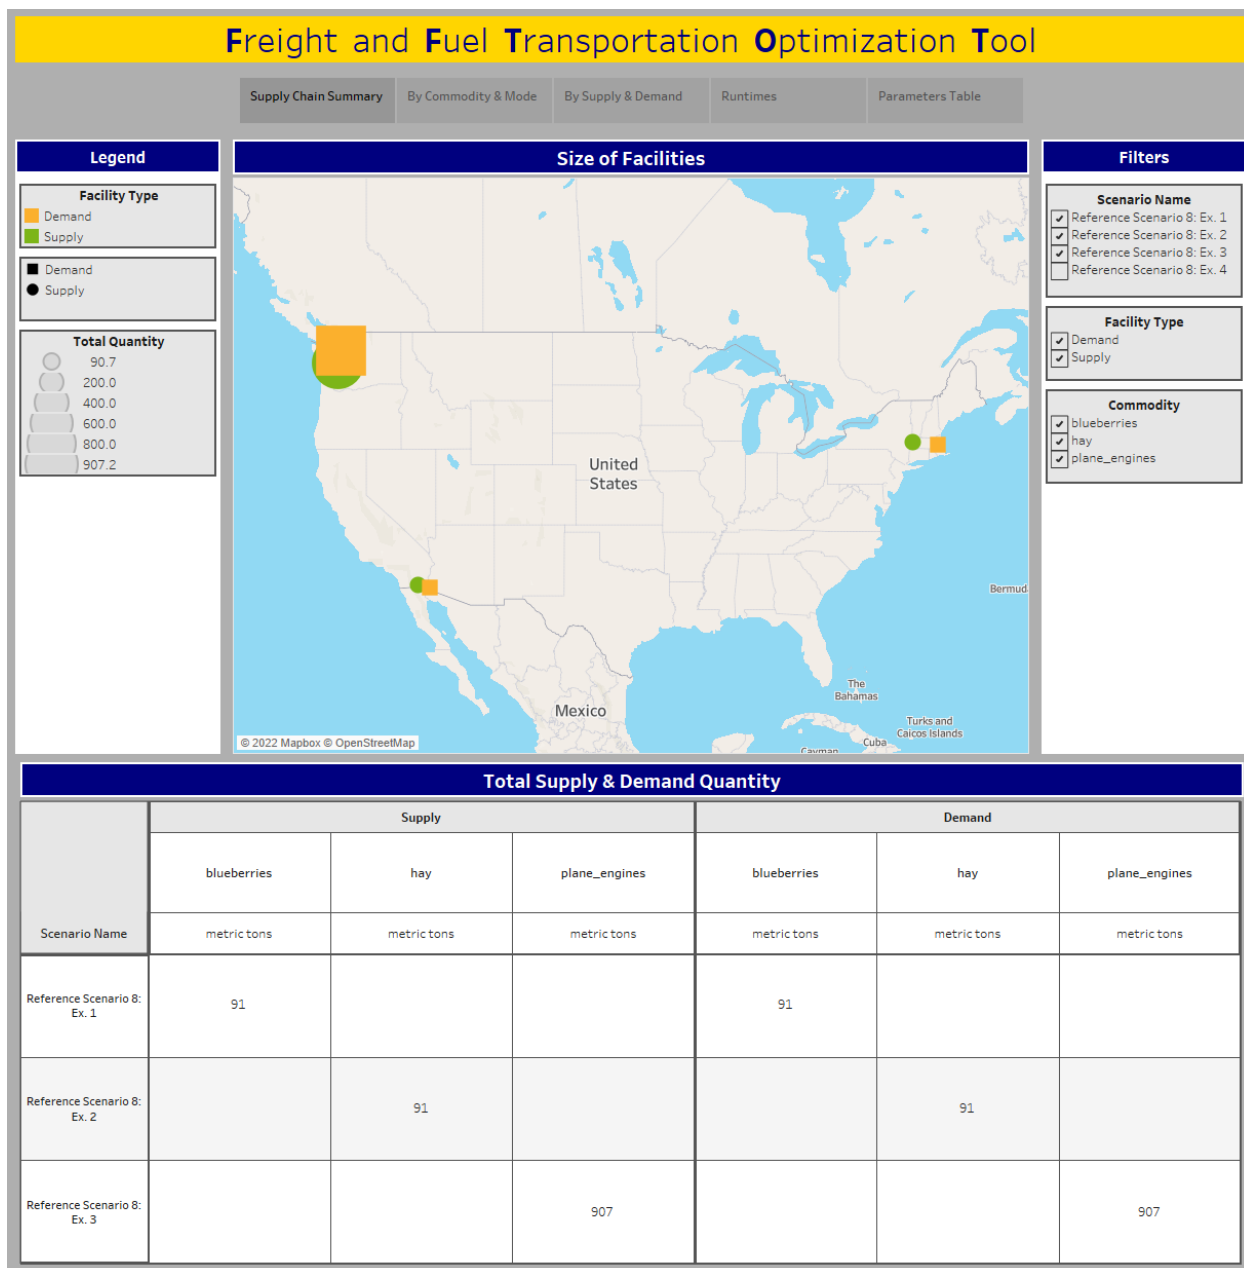 Freight and Fuel Transportation Optimization Tool
Supply Chain Summary
By Commodity & Mode
By Supply & Demand
Runtimes
Parameters Table
Legend
Facility Type
Demand
Supply
Demand
Supply
Total Quantity
90.7
200.0
400.0
600.0
800.0
907.2
Size of Facilities
United
States
Mexico
Bermud
The
Bahamas
Turks and
Caicos Islands
Cuba
Cayman
© 2022 Mapbox © OpenStreetMap
Filters
Scenario Name
Reference Scenario 8: Ex. 1
Reference Scenario 8: Ex. 2
Reference Scenario 8: Ex. 3
Reference Scenario 8: Ex. 4
Facility Type
Demand
Supply
Commodity
blueberries
hay
plane_engines
Total Supply & Demand Quantity
Supply Demand
blueberries hay plane_engines blueberries hay plane_engines
Scenario Name metric tons metric tons metric tons metric tons metric tons metric tons
Reference Scenario 8:
Ex. 1
91 91
Reference Scenario 8:
Ex. 2
91 91
Reference Scenario 8:
Ex. 3
907 907